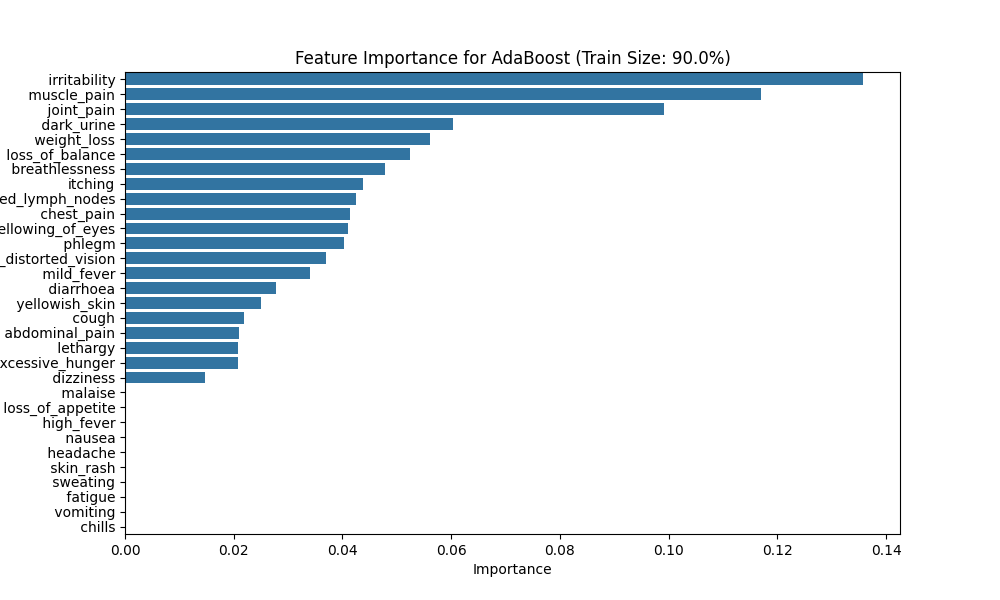 Feature Importance for AdaBoost (Train Size: 90.0%)
irritability
muscle_pain
joint_pain
dark_urine
weight_loss
loss_of_balance
breathlessness
itching
ed_lymph_nodes
chest_pain
ellowing_of_eyes
phlegm
_distorted_vision
mild_fever
diarrhoea
yellowish_skin
cough
abdominal_pain
lethargy
xcessive_hunger
dizziness
malaise
loss_of_appetite
high_fever
nausea
headache
skin_rash
sweating
fatigue
vomiting
chills
0.00 0.02 0.04 0.06 0.08 0.10 0.12 0.14
Importance